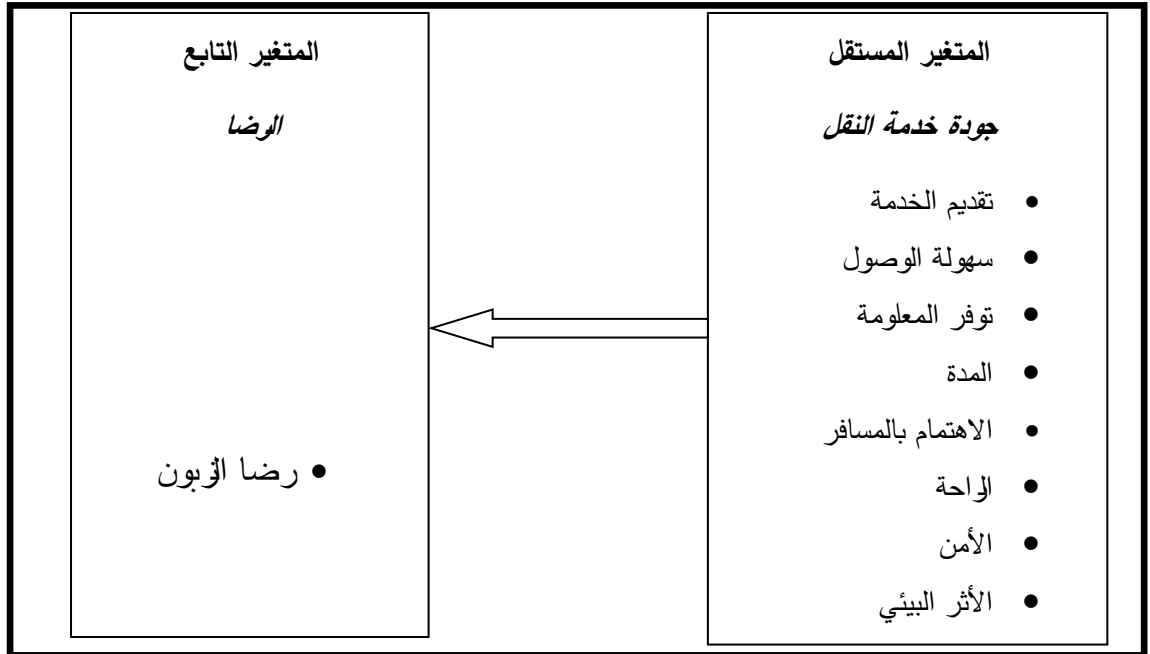 المتغير المستقل
جودة خدمة النقل
• تقديم الخدمة
• سهولة الوصول
• توفر المعلومة
• المدة
• الاهتمام بالمسافر
• الراحة
• الأمن
• الأثر البيئي
المتغير التابع
الرضا
• رضا الزبون